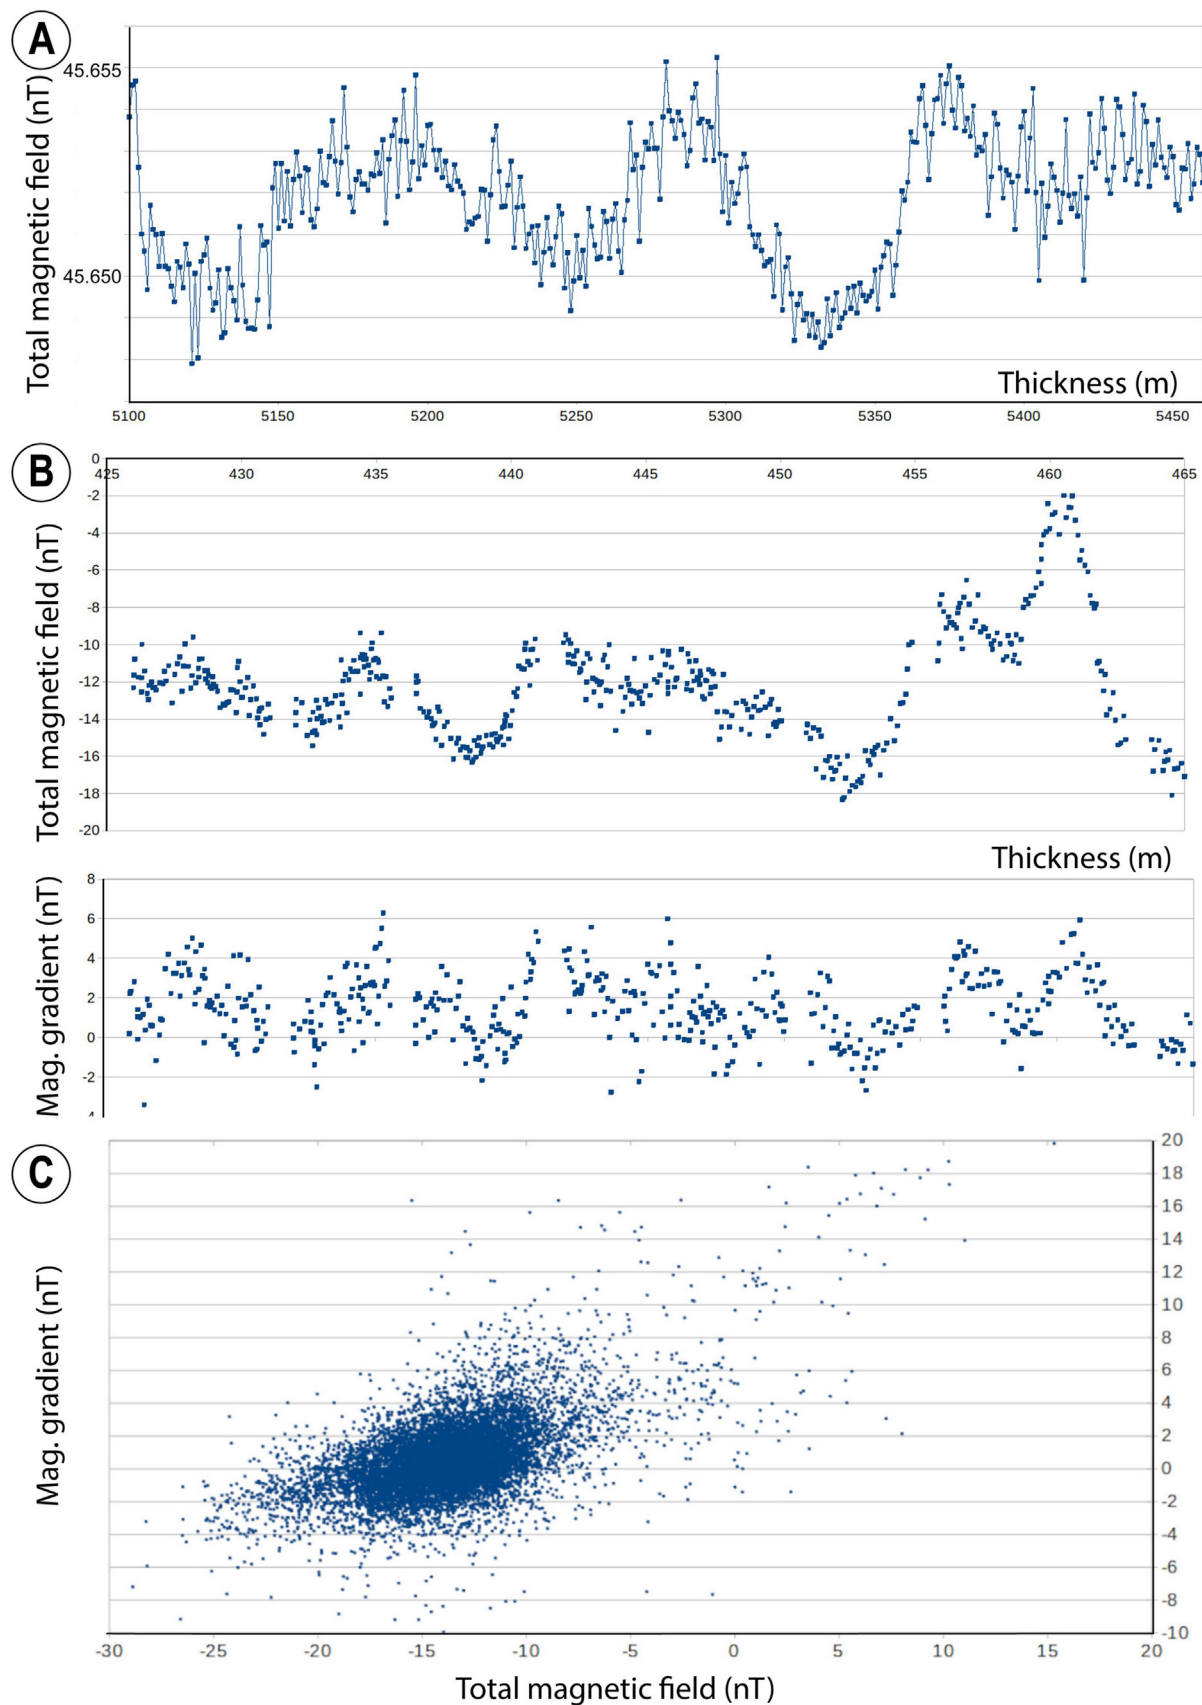 A
Total magnetic field (nT)
45.655
45.650
Thickness (m)
5100 5150 5200 5250 5300 5350 5400 5450
B
Total magnetic field (nT)
0
425 430 435 440 445 450 455 460 465
-2
-4
-6
-8
-10
-12
-14
-16
-18
-20
Thickness (m)
Mag. gradient (nT)
8
6
4
2
0
-2
4
C
Mag. gradient (nT)
20
18
16
14
12
10
8
6
4
2
0
-2
-4
-6
-8
-10
-30 -25 -20 -15 -10 -5 0 5 10 15 20
Total magnetic field (nT)